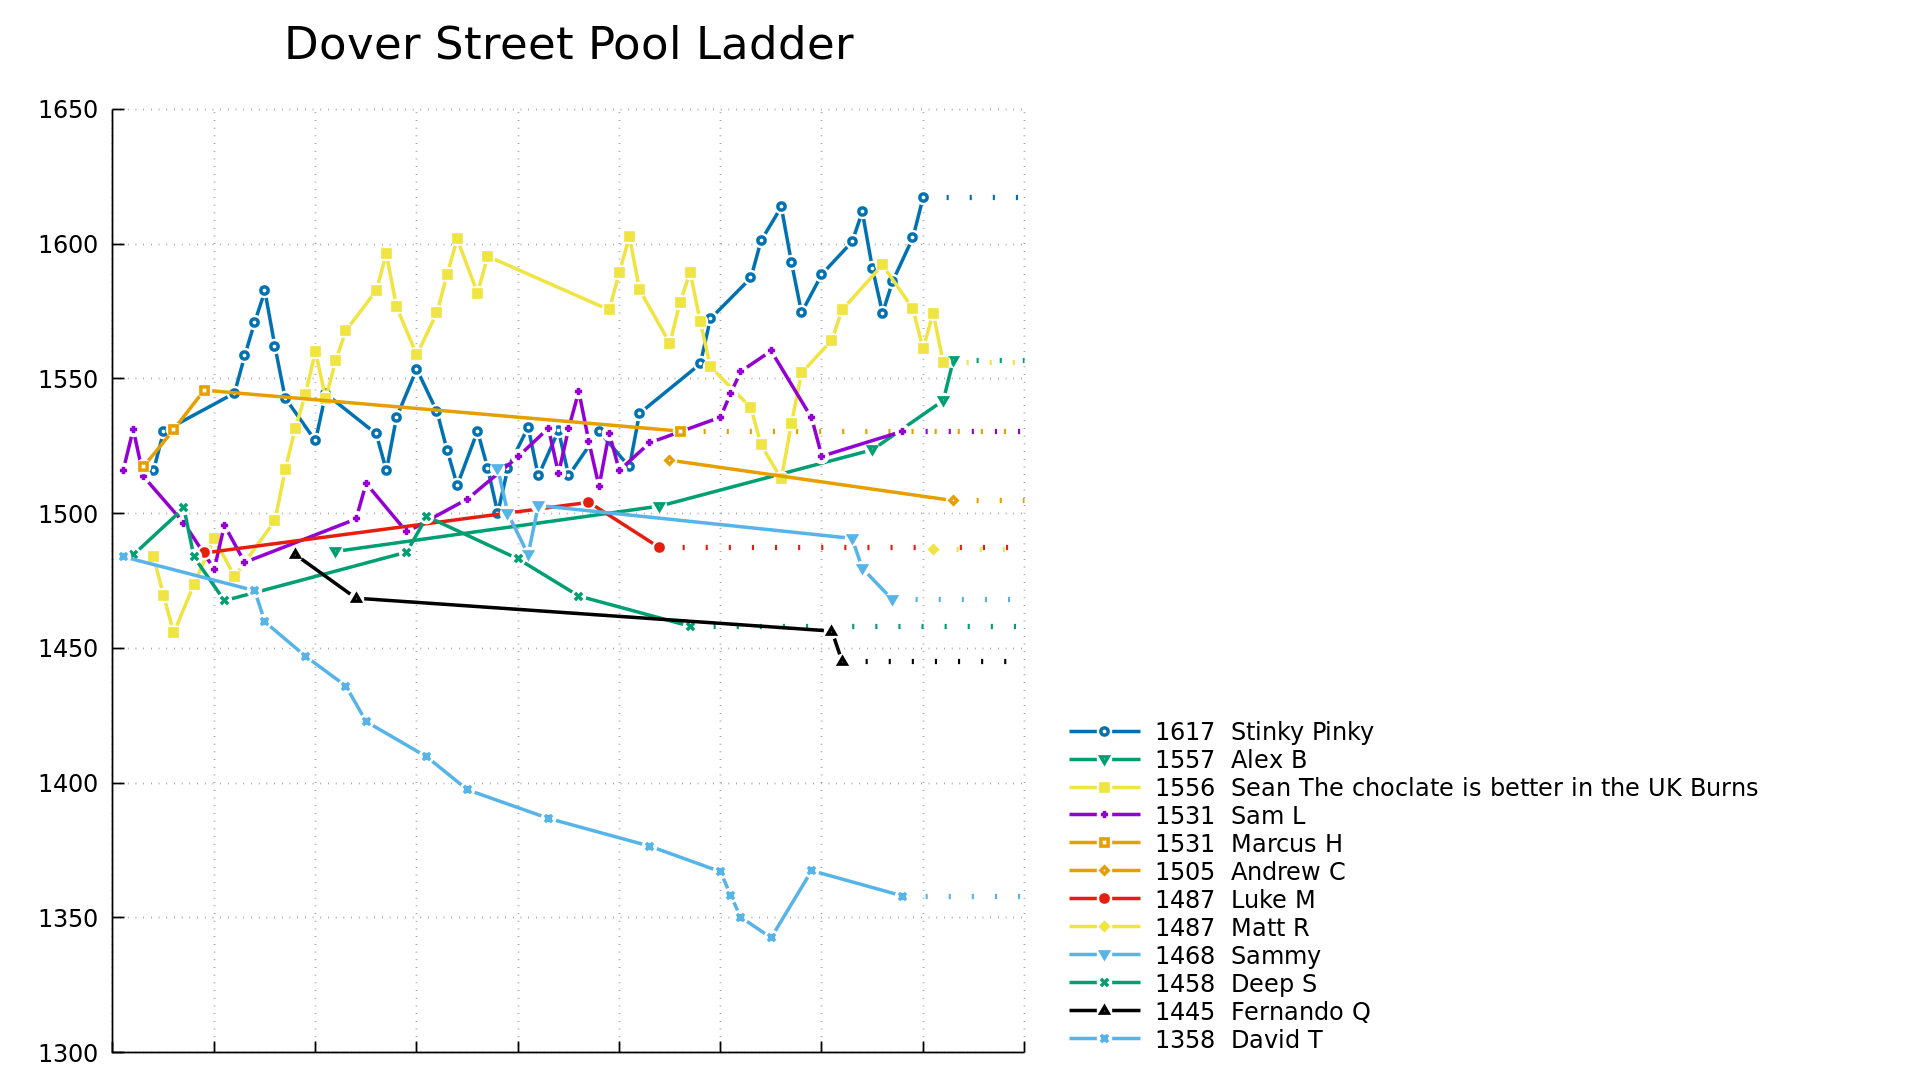 Dover Street Pool Ladder
1650
1600
1550
1500
1450
1400
1350
1300
1617 Stinky Pinky
1557 Alex B
1556 Sean The choclate is better in the UK Burns
1531 Sam L
1531 Marcus H
1505 Andrew C
1487 Luke M
1487 Matt R
1468 Sammy
1458 Deep S
1445 Fernando Q
1358 David T